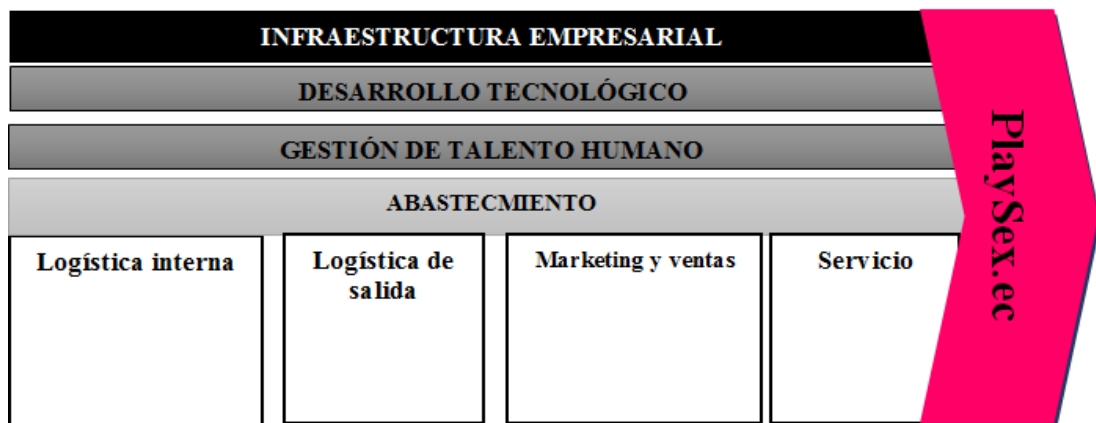 INFRAESTRUCTURA EMPRESARIAL
DESARROLLO TECNOLÓGICO
GESTIÓN DE TALENTO HUMANO
ABASTECMIENTO
Logística interna
Logística de
salida
Marketing y ventas
Servicio
PlaySex.ec